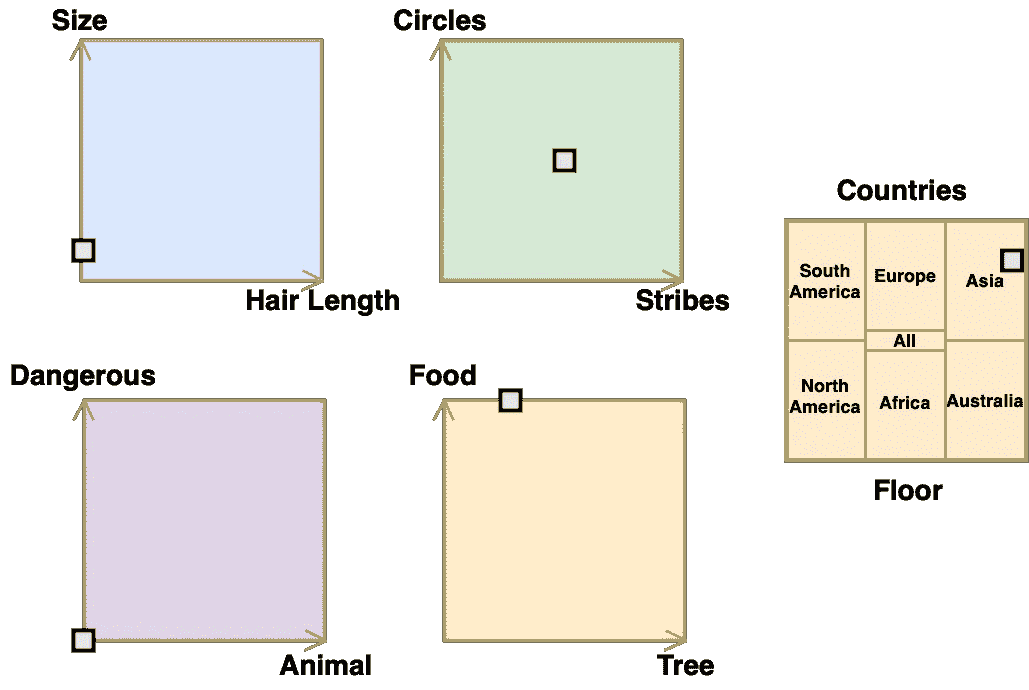 Size
Circles
Hair Length
Stribes
Countries
South
America
Europe
Asia
All
North
America
Africa
Australia
Floor
Dangerous
Food
Animal
Tree